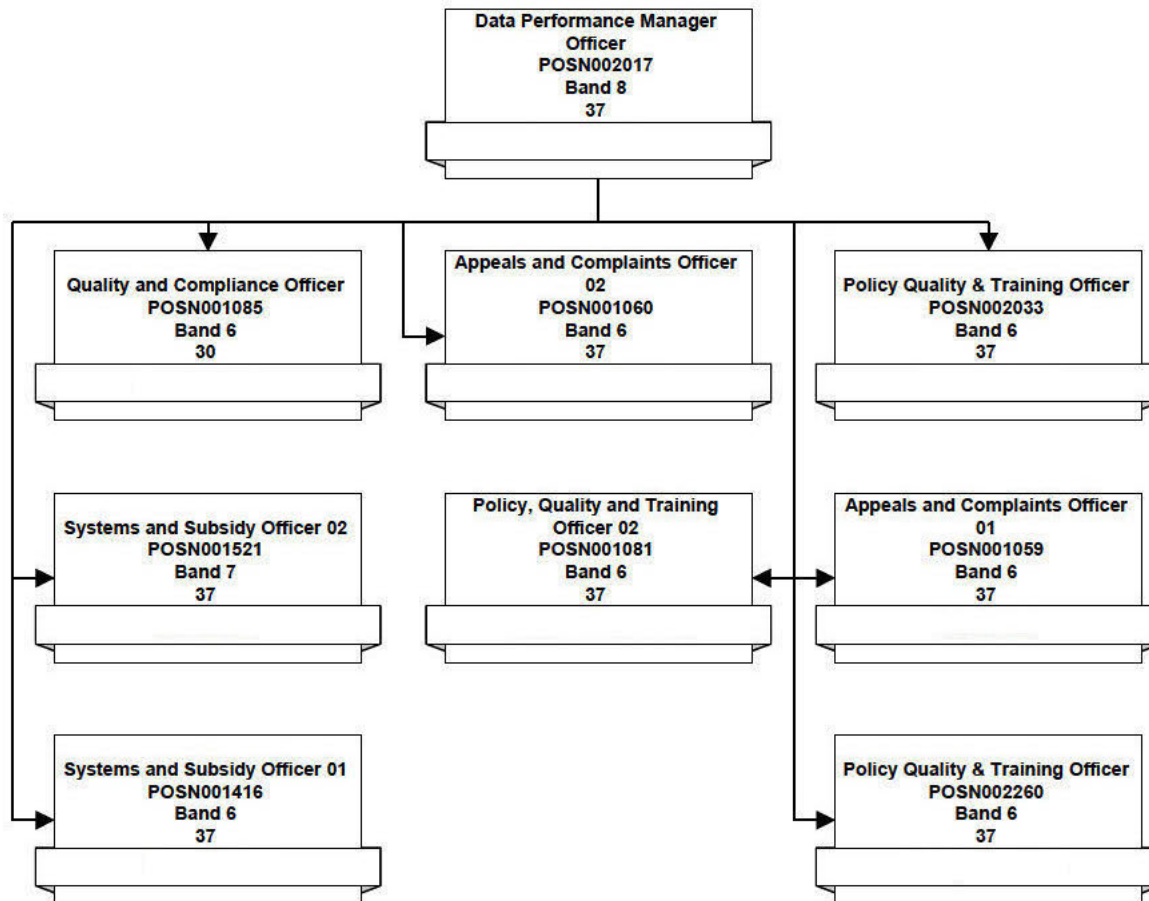 Data Performance Manager
Officer
POSN002017
Band 8
37
Quality and Compliance Officer
POSN001085
Band 6
30
Appeals and Complaints Officer
02
POSN001060
Band 6
37
Policy Quality & Training Officer
POSN002033
Band 6
37
Systems and Subsidy Officer 02
POSN001521
Band 7
37
Policy, Quality and Training
Officer 02
POSN001081
Band 6
37
Appeals and Complaints Officer
01
POSN001059
Band 6
37
Systems and Subsidy Officer 01
POSN001416
Band 6
37
Policy Quality & Training Officer
POSN002260
Band 6
37